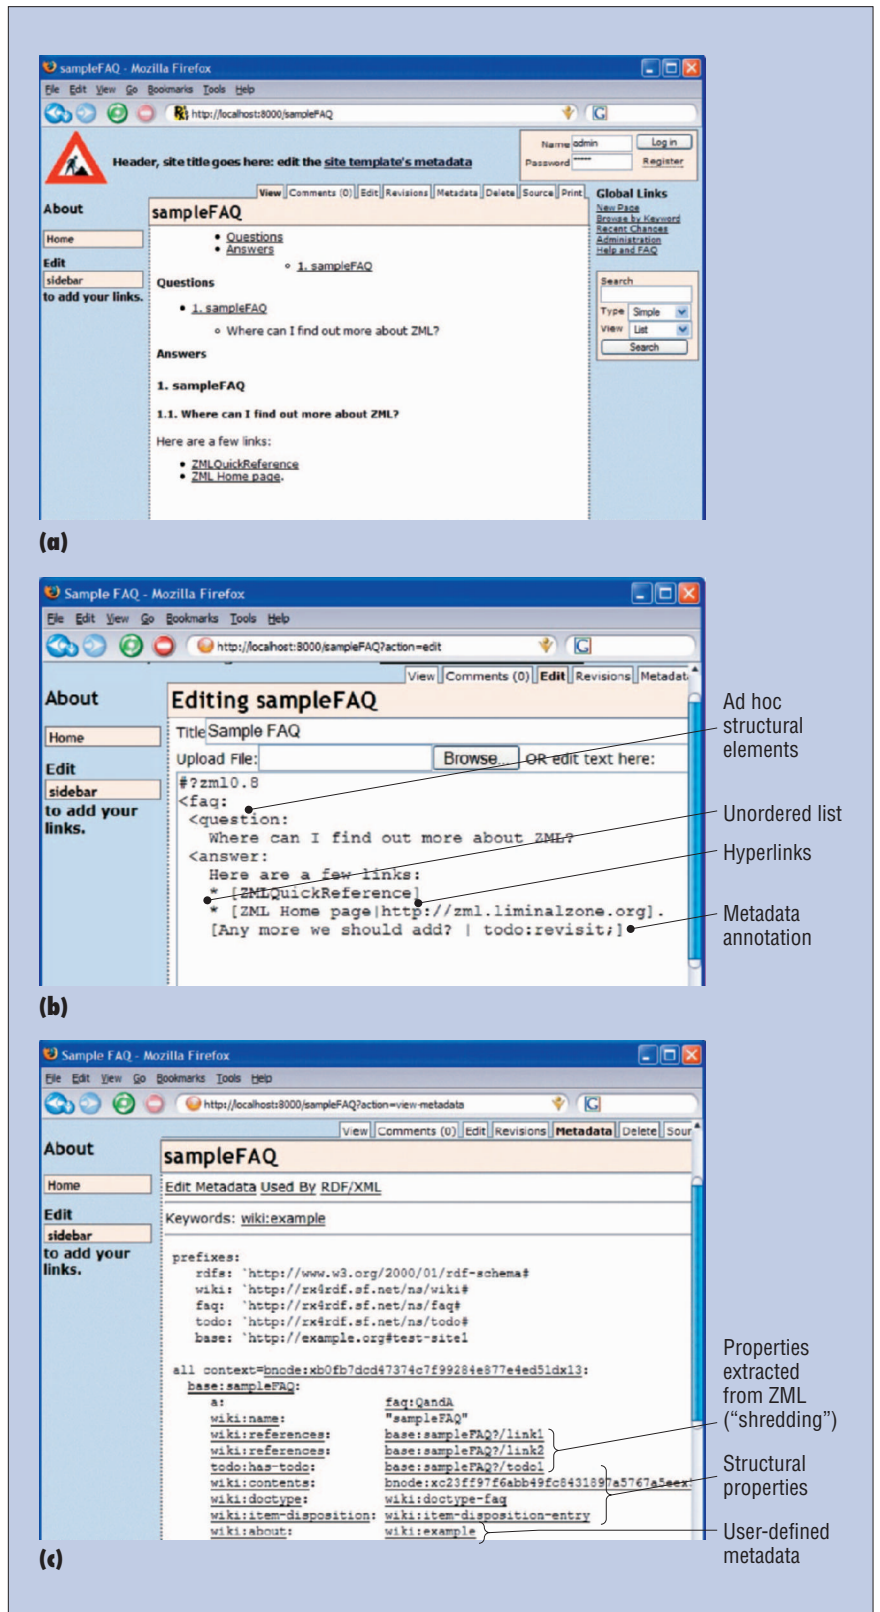 sampleFAQ - Mozilla Firefox
File Edit View Go Bookmarks Tools Help
http://localhost:8000/sampleFAQ
G
Name admin Log in
Header, site title goes here: edit the site template's metadata
Password ***** Register
View Comments (0) Edit Revisions Metadata Delete Source Print
Global Links
About
sampleFAQ
New Page
Browse by Keyword
Recent Changes
Administration
Help and FAQ
Home
• Questions
• Answers
◦ 1. sampleFAQ
Edit
sidebar
to add your links.
Questions
Search
• 1. sampleFAQ
Type Simple
◦ Where can I find out more about ZML?
View List
Search
Answers
1. sampleFAQ
1.1. Where can I find out more about ZML?
Here are a few links:
• ZMLQuickReference
• ZML Home page.
(a)
Sample FAQ - Mozilla Firefox
File Edit View Go Bookmarks Tools Help
http://localhost:8000/sampleFAQ?action=edit
G
View Comments (0) Edit Revisions Metadat
About
Editing sampleFAQ
Home
Title Sample FAQ
Upload File: Browse... OR edit text here:
Edit
sidebar
to add your
links.
#?zml0.8
<faq:
<question:
Where can I find out more about ZML?
<answer:
Here are a few links:
* [ZMLQuickReference]
* [ZML Home page|http://zml.liminalzone.org].
[Any more we should add? | todo:revisit;]
Ad hoc
structural
elements
Unordered list
Hyperlinks
Metadata
annotation
(b)
Sample FAQ - Mozilla Firefox
File Edit View Go Bookmarks Tools Help
http://localhost:8000/sampleFAQ?action=view-metadata
G
View Comments (0) Edit Revisions Metadata Delete Sour
About
sampleFAQ
Home
Edit Metadata Used By RDF/XML
Edit
sidebar
to add your
links.
Keywords: wiki:example
prefixes:
rdfs: `http://www.w3.org/2000/01/rdf-schema#
wiki: `http://rx4rdf.sf.net/ns/wiki#
faq: `http://rx4rdf.sf.net/ns/faq#
todo: `http://rx4rdf.sf.net/ns/todo#
base: `http://example.org#test-site1
all context=bnode:xb0fb7dcd47374c7f99284e877e4ed51dx13:
base:sampleFAQ:
a: faq:QandA
wiki:name: "sampleFAQ"
wiki:references: base:sampleFAQ?/link1
wiki:references: base:sampleFAQ?/link2
todo:has-todo: base:sampleFAQ?/todo1
wiki:contents: bnode:xc23ff97f6abb49fc8431897a5767a5eex
wiki:doctype: wiki:doctype-faq
wiki:item-disposition: wiki:item-disposition-entry
wiki:about: wiki:example
Properties
extracted
from ZML
(“shredding”)
Structural
properties
User-defined
metadata
(c)